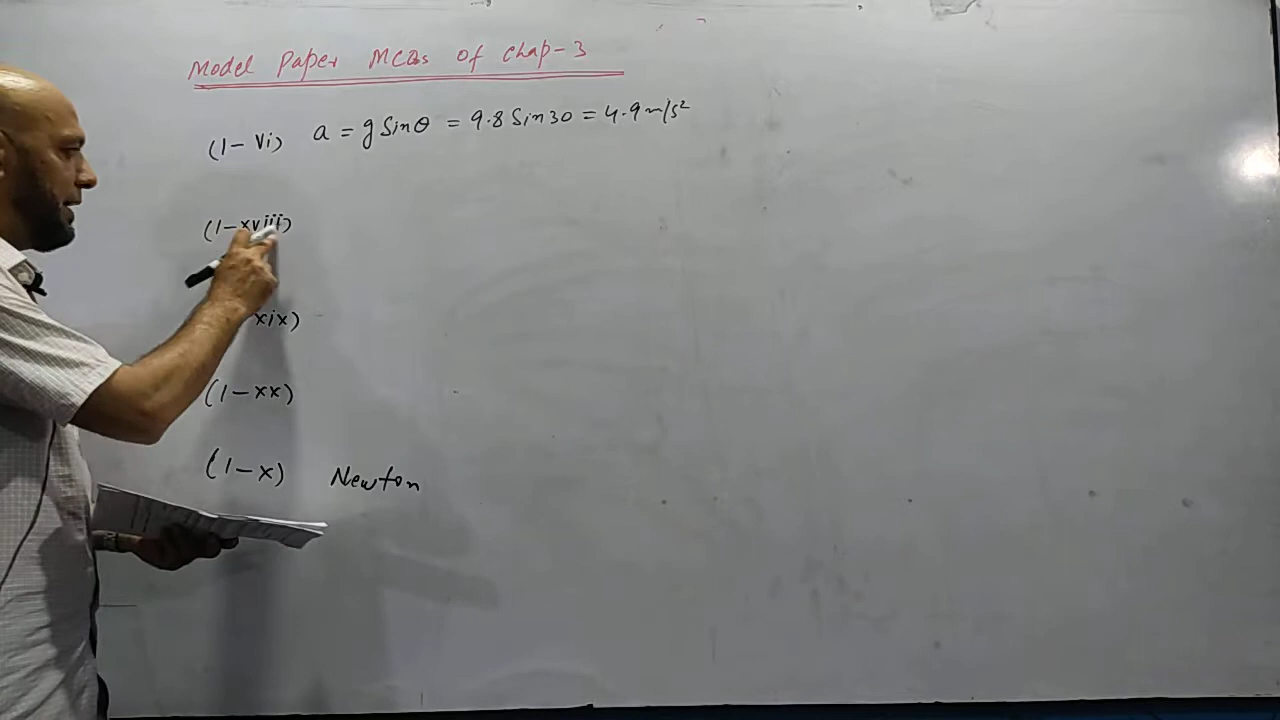 Model Paper MCQs of Chap-3
(1-vi) a = g Sinθ = 9.8 Sin30 = 4.9 m/s²
(1-xviii)
xix)
(1-xx)
(1-x) Newton